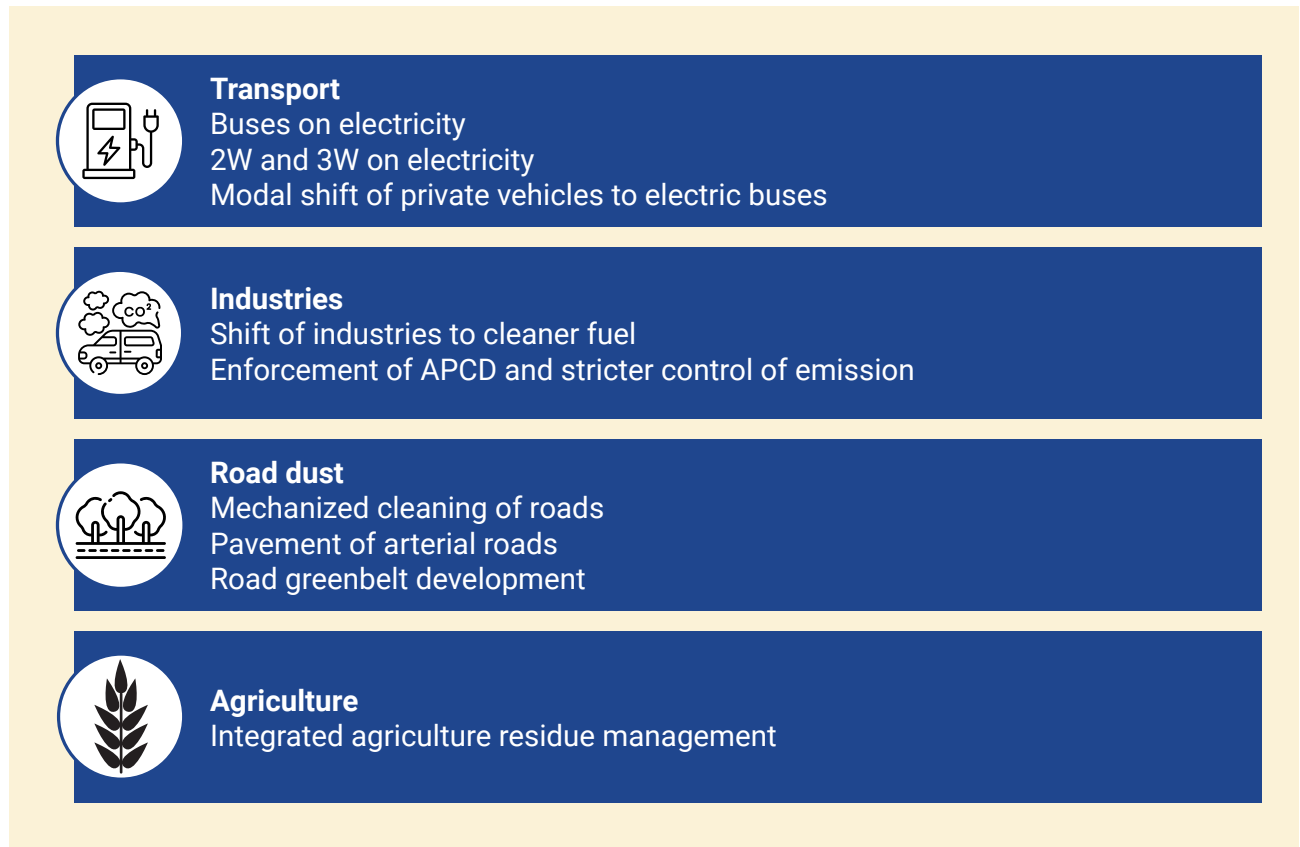 Transport
Buses on electricity
2W and 3W on electricity
Modal shift of private vehicles to electric buses
CO²
Industries
Shift of industries to cleaner fuel
Enforcement of APCD and stricter control of emission
Road dust
Mechanized cleaning of roads
Pavement of arterial roads
Road greenbelt development
Agriculture
Integrated agriculture residue management